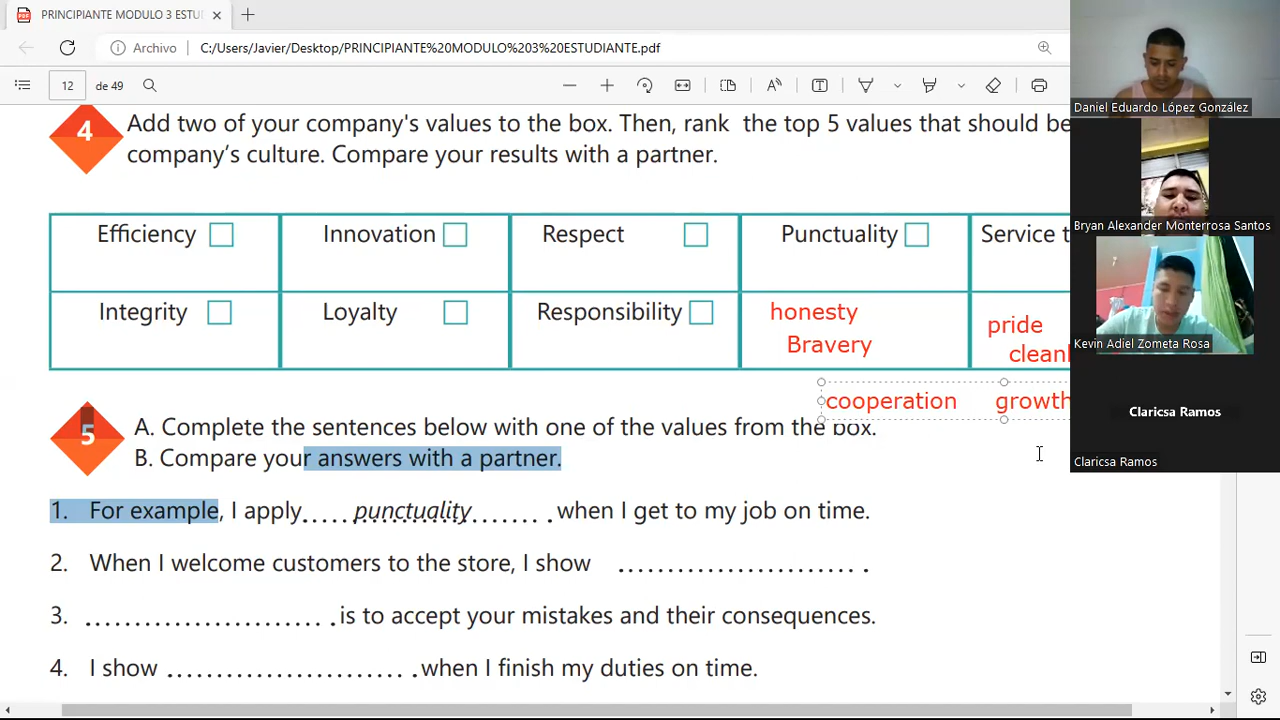 PRINCIPIANTE MODULO 3 ESTU
Archivo C:/Users/Javier/Desktop/PRINCIPIANTE%20MODULO%203%20ESTUDIANTE.pdf
12 de 49
4 Add two of your company's values to the box. Then, rank the top 5 values that should be
company's culture. Compare your results with a partner.
Efficiency Innovation Respect Punctuality Service t
Integrity Loyalty Responsibility honesty pride
Bravery cleanl
cooperation growth
5 A. Complete the sentences below with one of the values from the box.
B. Compare your answers with a partner.
1. For example, I apply.....punctuality....... .when I get to my job on time.
2. When I welcome customers to the store, I show ........................ .
3. ........................ .is to accept your mistakes and their consequences.
4. I show ........................ .when I finish my duties on time.
Daniel Eduardo López González
Bryan Alexander Monterrosa Santos
Kevin Adiel Zometa Rosa
Claricsa Ramos
Claricsa Ramos